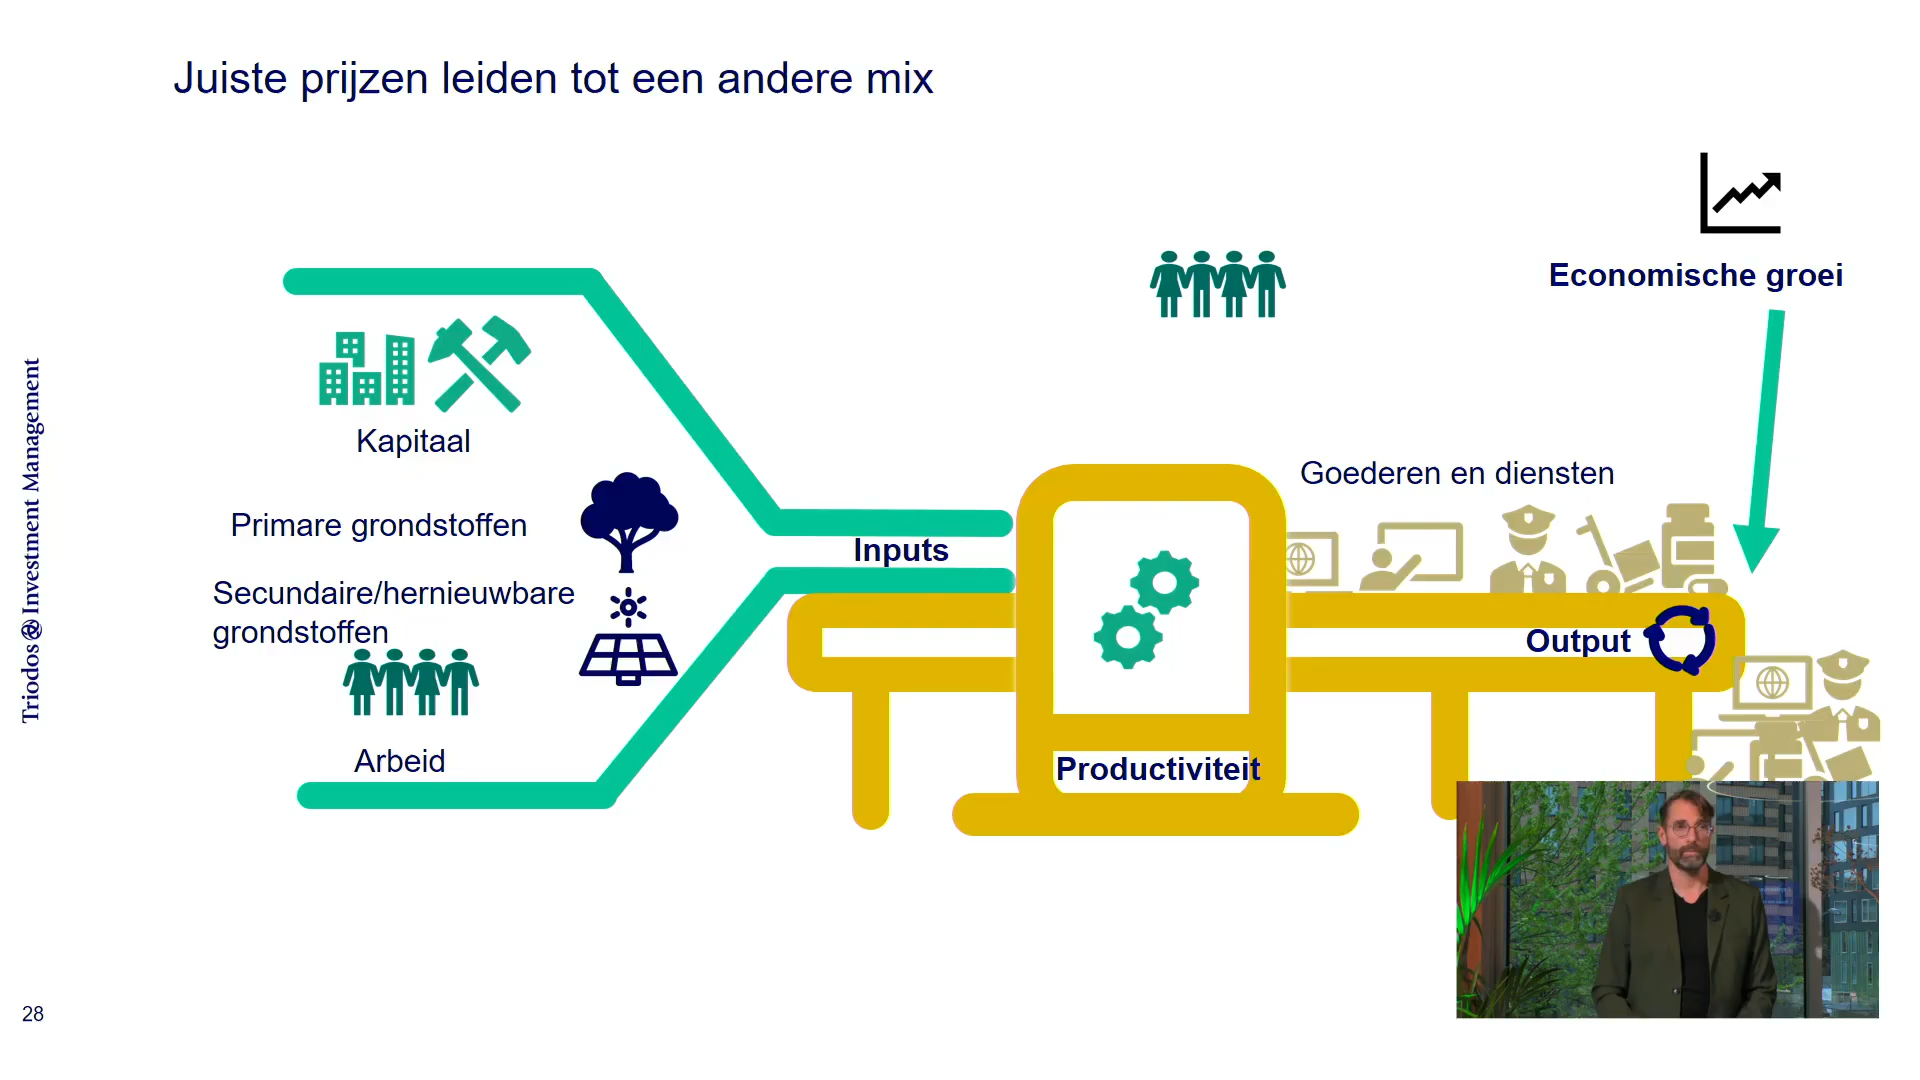 Juiste prijzen leiden tot een andere mix
Economische groei
Kapitaal
Goederen en diensten
Primare grondstoffen
Inputs
Secundaire/hernieuwbare
grondstoffen
Output
Arbeid
Productiviteit
Triodos Investment Management
28